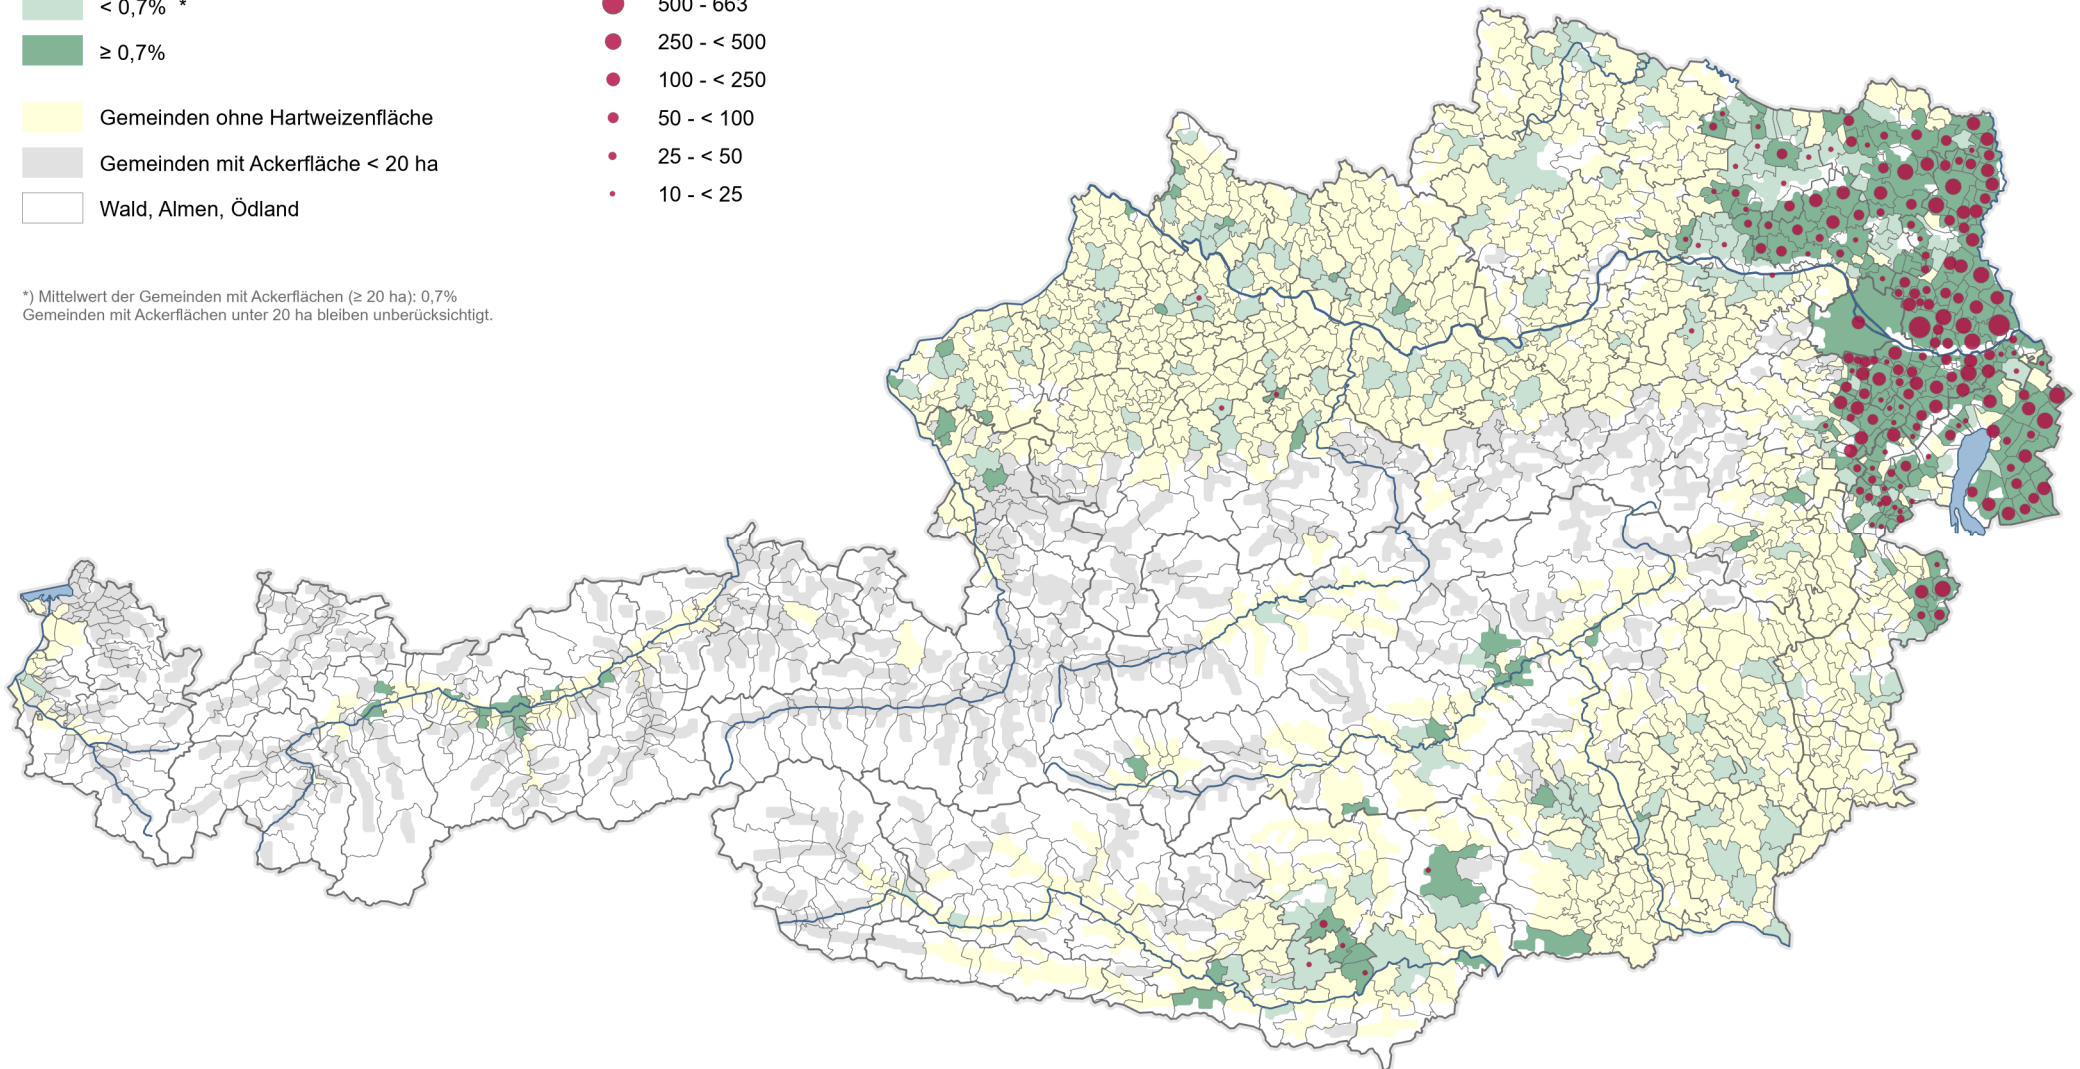 < 0,7% *
≥ 0,7%
Gemeinden ohne Hartweizenfläche
Gemeinden mit Ackerfläche < 20 ha
Wald, Almen, Ödland
500 - 663
250 - < 500
100 - < 250
50 - < 100
25 - < 50
10 - < 25
*) Mittelwert der Gemeinden mit Ackerflächen (≥ 20 ha): 0,7%
Gemeinden mit Ackerflächen unter 20 ha bleiben unberücksichtigt.